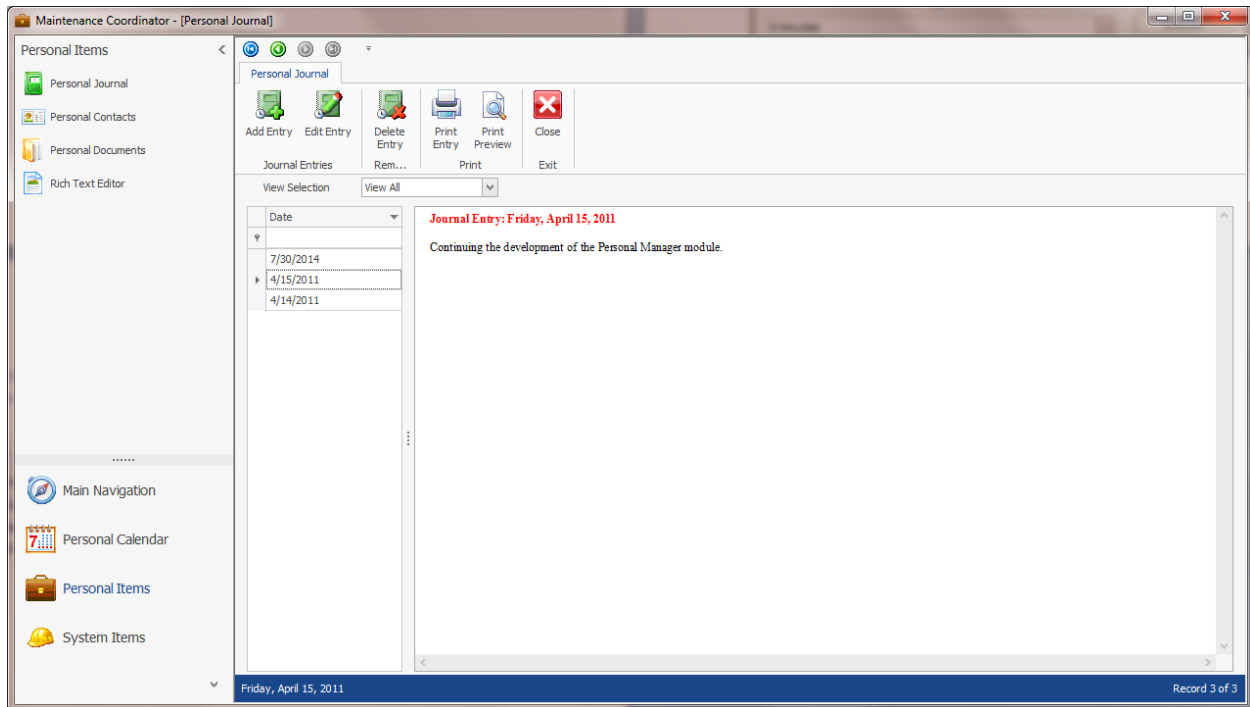 Maintenance Coordinator - [Personal Journal]
Personal Items
Personal Journal
Personal Contacts
Personal Documents
Rich Text Editor
Main Navigation
7
Personal Calendar
Personal Items
System Items
Personal Journal
Add Entry
Edit Entry
Delete
Entry
Print
Entry
Print
Preview
Close
Journal Entries
Rem...
Print
Exit
View Selection
View All
Date
7/30/2014
4/15/2011
4/14/2011
Journal Entry: Friday, April 15, 2011
Continuing the development of the Personal Manager module.
Friday, April 15, 2011
Record 3 of 3